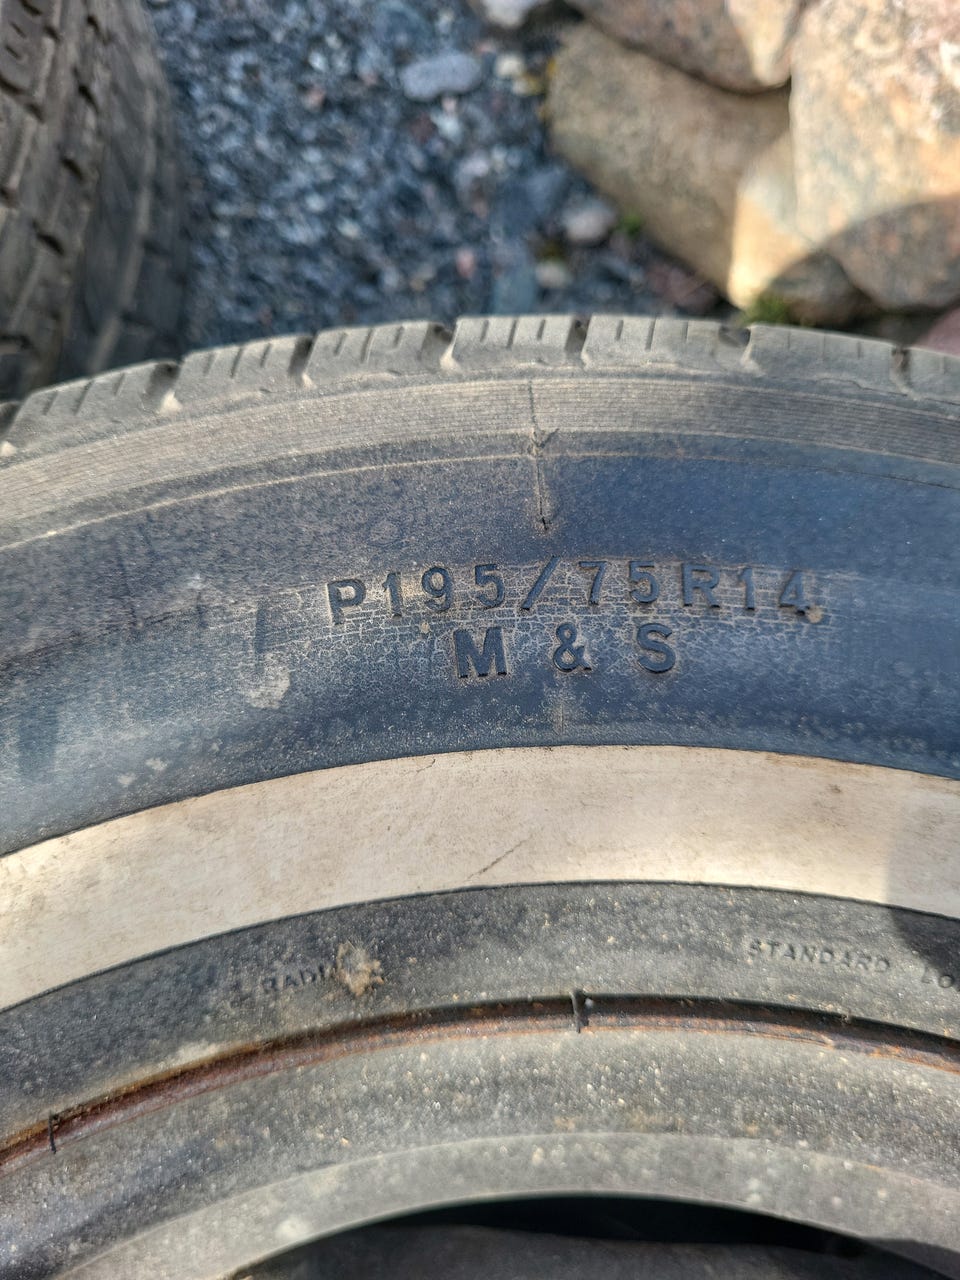 P195/75R14
M & S
STANDARD